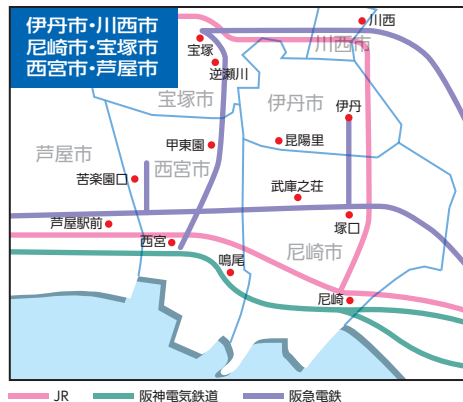 伊丹市・川西市
尼崎市・宝塚市
西宮市・芦屋市
川西
川西市
宝塚
逆瀬川
宝塚市
伊丹市
伊丹
甲東園
昆陽里
芦屋市
西宮市
苦楽園口
武庫之荘
芦屋駅前
塚口
西宮
尼崎市
鳴尾
尼崎
JR
阪神電気鉄道
阪急電鉄